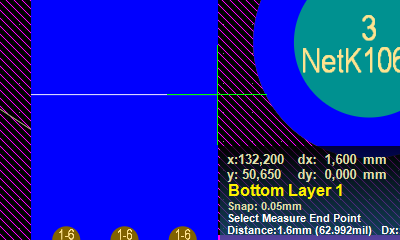 3
NetK106
x:132,200 dx: 1,600 mm
y: 50,650 dy: 0,000 mm
Bottom Layer 1
Snap: 0.05mm
Select Measure End Point
Distance:1.6mm (62.992mil) Dx:
1-6 1-6 1-6